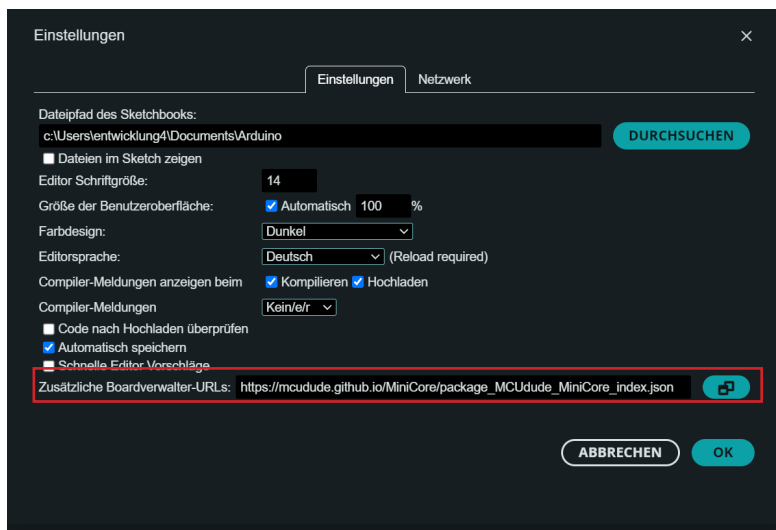 Einstellungen
Einstellungen Netzwerk
Dateipfad des Sketchbooks:
c:\Users\entwicklung4\Documents\Arduino DURCHSUCHEN
Dateien im Sketch zeigen
Editor Schriftgröße: 14
Größe der Benutzeroberfläche: Automatisch 100 %
Farbdesign: Dunkel
Editorsprache: Deutsch (Reload required)
Compiler-Meldungen anzeigen beim Kompilieren Hochladen
Compiler-Meldungen Kein/e/r
Code nach Hochladen überprüfen
Automatisch speichern
Schnelle Editor Vorschläge
Zusätzliche Boardverwalter-URLs: https://mcudude.github.io/MiniCore/package_MCUdude_MiniCore_index.json
ABBRECHEN OK